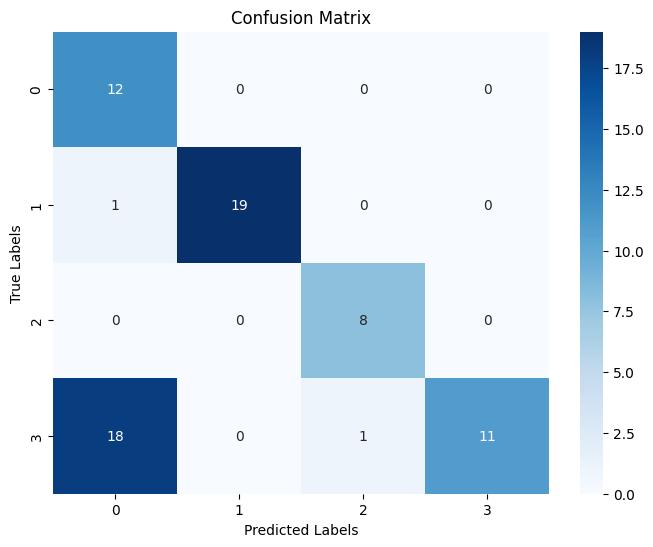 Confusion Matrix
True Labels
0 12 0 0 0
1 1 19 0 0
2 0 0 8 0
3 18 0 1 11
0 1 2 3
Predicted Labels
17.5
15.0
12.5
10.0
7.5
5.0
2.5
0.0